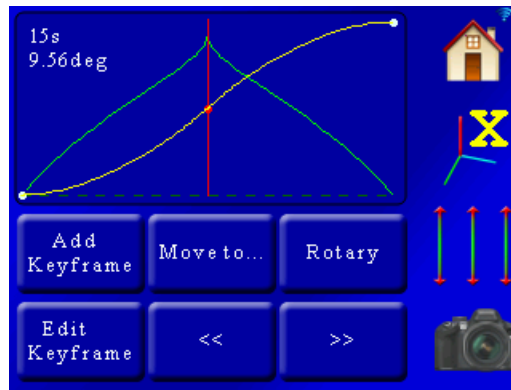 15s
9.56deg
X
Add
Keyframe
Move to...
Rotary
Edit
Keyframe
<<
>>